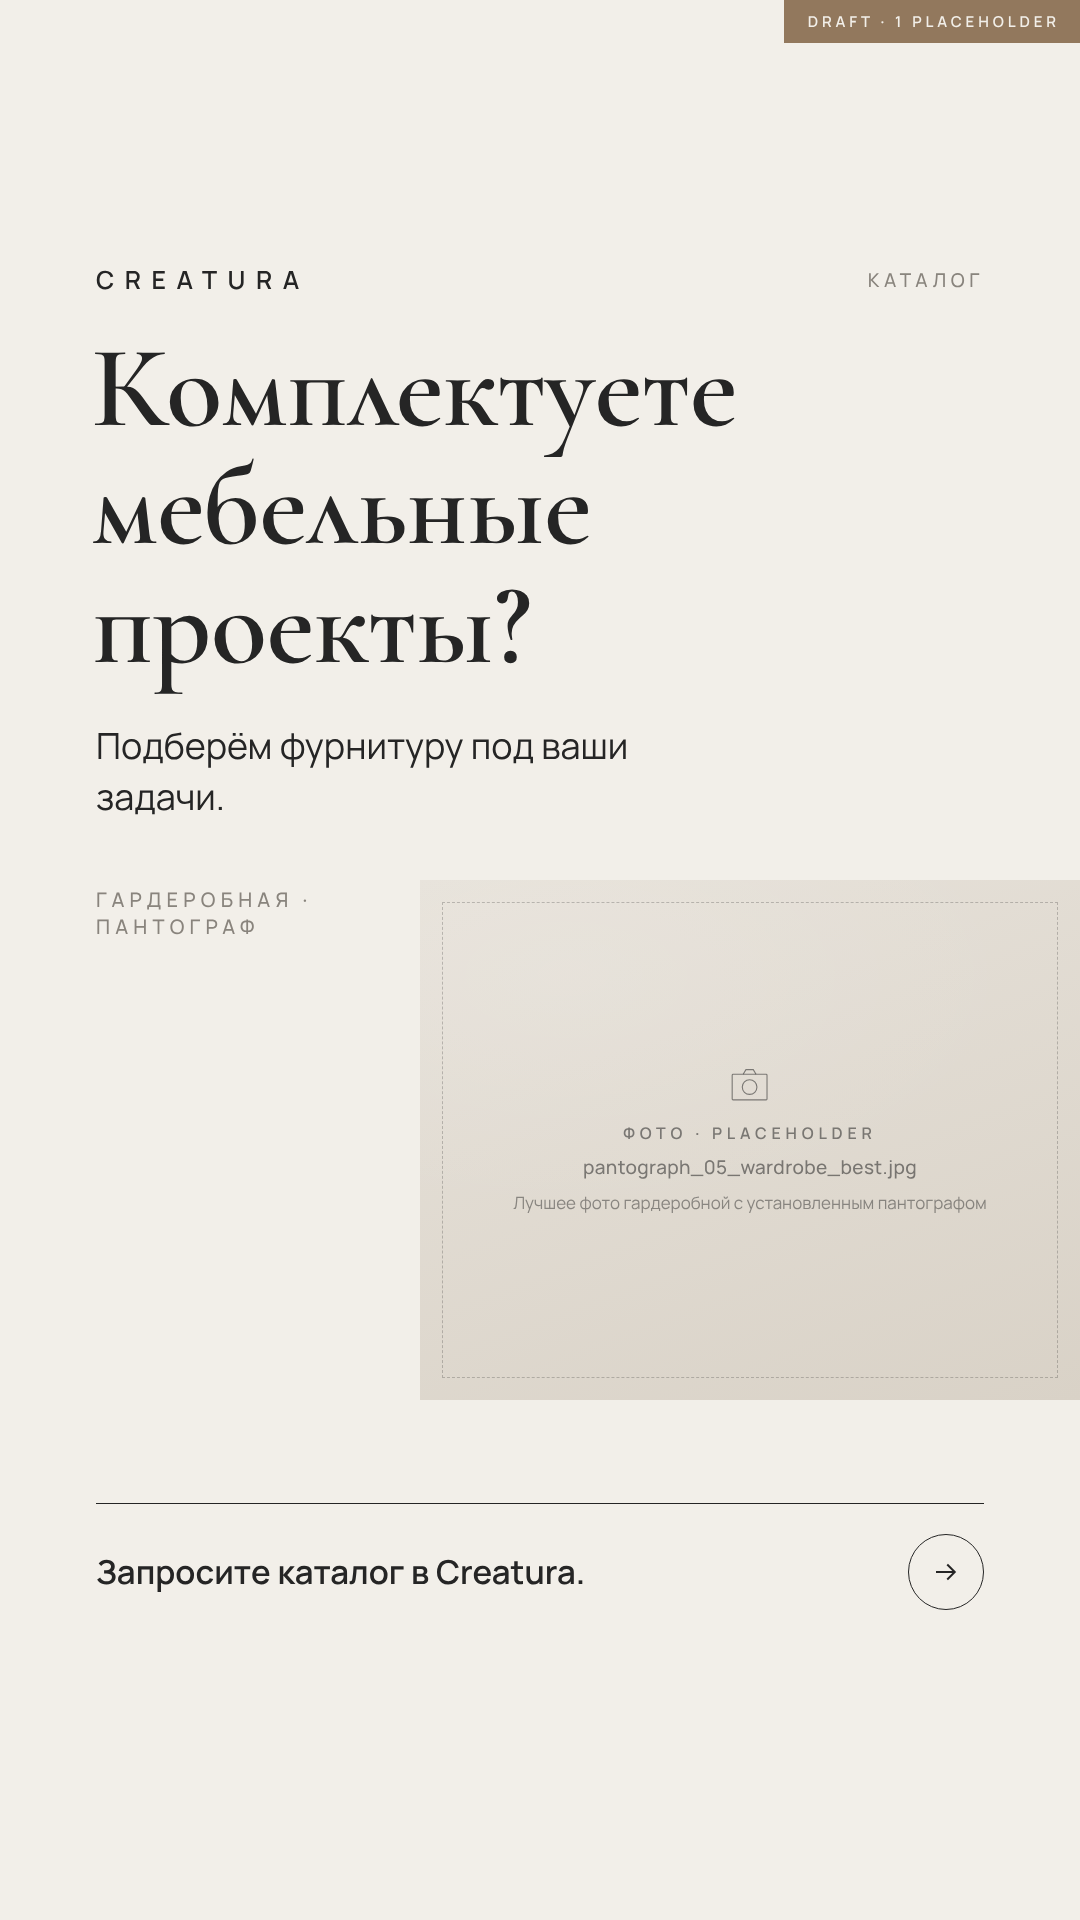 DRAFT · 1 PLACEHOLDER
CREATURA
КАТАЛОГ
Комплектуете
мебельные
проекты?
Подберём фурнитуру под ваши
задачи.
ГАРДЕРОБНАЯ ·
ПАНТОГРАФ
ФОТО · PLACEHOLDER
pantograph_05_wardrobe_best.jpg
Лучшее фото гардеробной с установленным пантографом
Запросите каталог в Creatura.